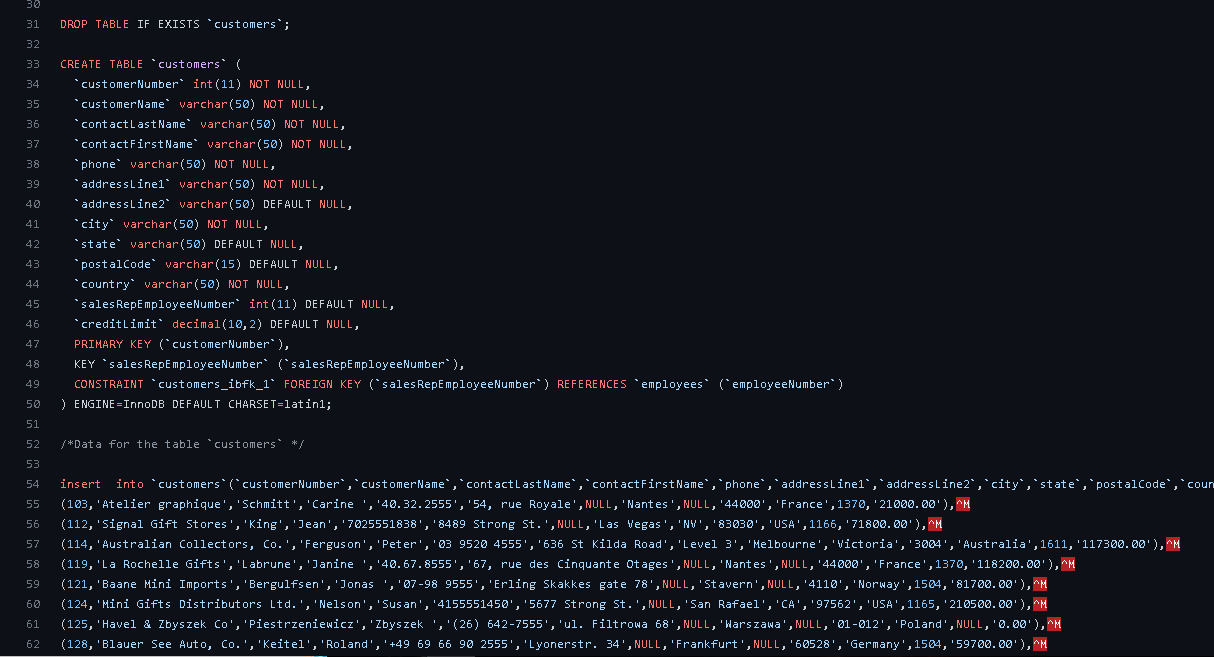 30
31 DROP TABLE IF EXISTS `customers`;
32
33 CREATE TABLE `customers` (
34 `customerNumber` int(11) NOT NULL,
35 `customerName` varchar(50) NOT NULL,
36 `contactLastName` varchar(50) NOT NULL,
37 `contactFirstName` varchar(50) NOT NULL,
38 `phone` varchar(50) NOT NULL,
39 `addressLine1` varchar(50) NOT NULL,
40 `addressLine2` varchar(50) DEFAULT NULL,
41 `city` varchar(50) NOT NULL,
42 `state` varchar(50) DEFAULT NULL,
43 `postalCode` varchar(15) DEFAULT NULL,
44 `country` varchar(50) NOT NULL,
45 `salesRepEmployeeNumber` int(11) DEFAULT NULL,
46 `creditLimit` decimal(10,2) DEFAULT NULL,
47 PRIMARY KEY (`customerNumber`),
48 KEY `salesRepEmployeeNumber` (`salesRepEmployeeNumber`),
49 CONSTRAINT `customers_ibfk_1` FOREIGN KEY (`salesRepEmployeeNumber`) REFERENCES `employees` (`employeeNumber`)
50 ) ENGINE=InnoDB DEFAULT CHARSET=latin1;
51
52 /*Data for the table `customers` */
53
54 insert  into `customers`(`customerNumber`,`customerName`,`contactLastName`,`contactFirstName`,`phone`,`addressLine1`,`addressLine2`,`city`,`state`,`postalCode`,`coun
55 (103,'Atelier graphique','Schmitt','Carine ','40.32.2555','54, rue Royale',NULL,'Nantes',NULL,'44000','France',1370,'21000.00'),^M
56 (112,'Signal Gift Stores','King','Jean','7025551838','8489 Strong St.',NULL,'Las Vegas','NV','83030','USA',1166,'71800.00'),^M
57 (114,'Australian Collectors, Co.','Ferguson','Peter','03 9520 4555','636 St Kilda Road','Level 3','Melbourne','Victoria','3004','Australia',1611,'117300.00'),^M
58 (119,'La Rochelle Gifts','Labrune','Janine ','40.67.8555','67, rue des Cinquante Otages',NULL,'Nantes',NULL,'44000','France',1370,'118200.00'),^M
59 (121,'Baane Mini Imports','Bergulfsen','Jonas ','07-98 9555','Erling Skakkes gate 78',NULL,'Stavern',NULL,'4110','Norway',1504,'81700.00'),^M
60 (124,'Mini Gifts Distributors Ltd.','Nelson','Susan','4155551450','5677 Strong St.',NULL,'San Rafael','CA','97562','USA',1165,'210500.00'),^M
61 (125,'Havel & Zbyszek Co','Piestrzeniewicz','Zbyszek ','(26) 642-7555','ul. Filtrowa 68',NULL,'Warszawa',NULL,'01-012','Poland',NULL,'0.00'),^M
62 (128,'Blauer See Auto, Co.','Keitel','Roland','+49 69 66 90 2555','Lyonerstr. 34',NULL,'Frankfurt',NULL,'60528','Germany',1504,'59700.00'),^M